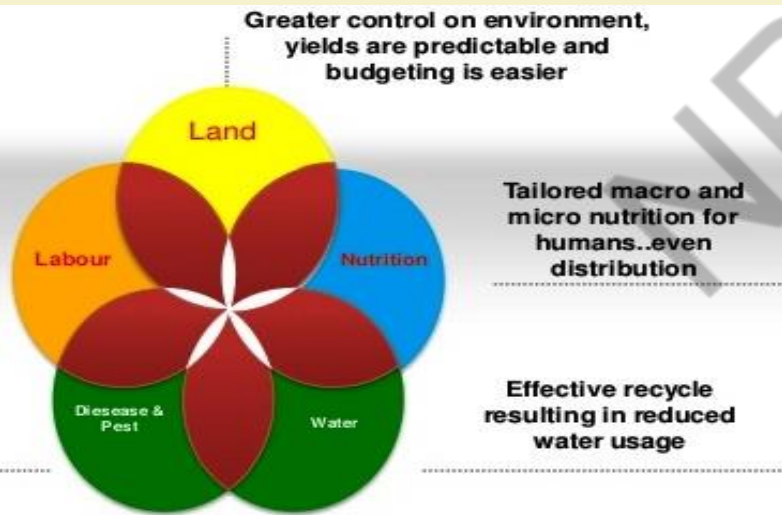 Greater control on environment,
yields are predictable and
budgeting is easier
Land
Labour
Nutrition
Tailored macro and
micro nutrition for
humans..even
distribution
Diesease &
Pest
Water
Effective recycle
resulting in reduced
water usage